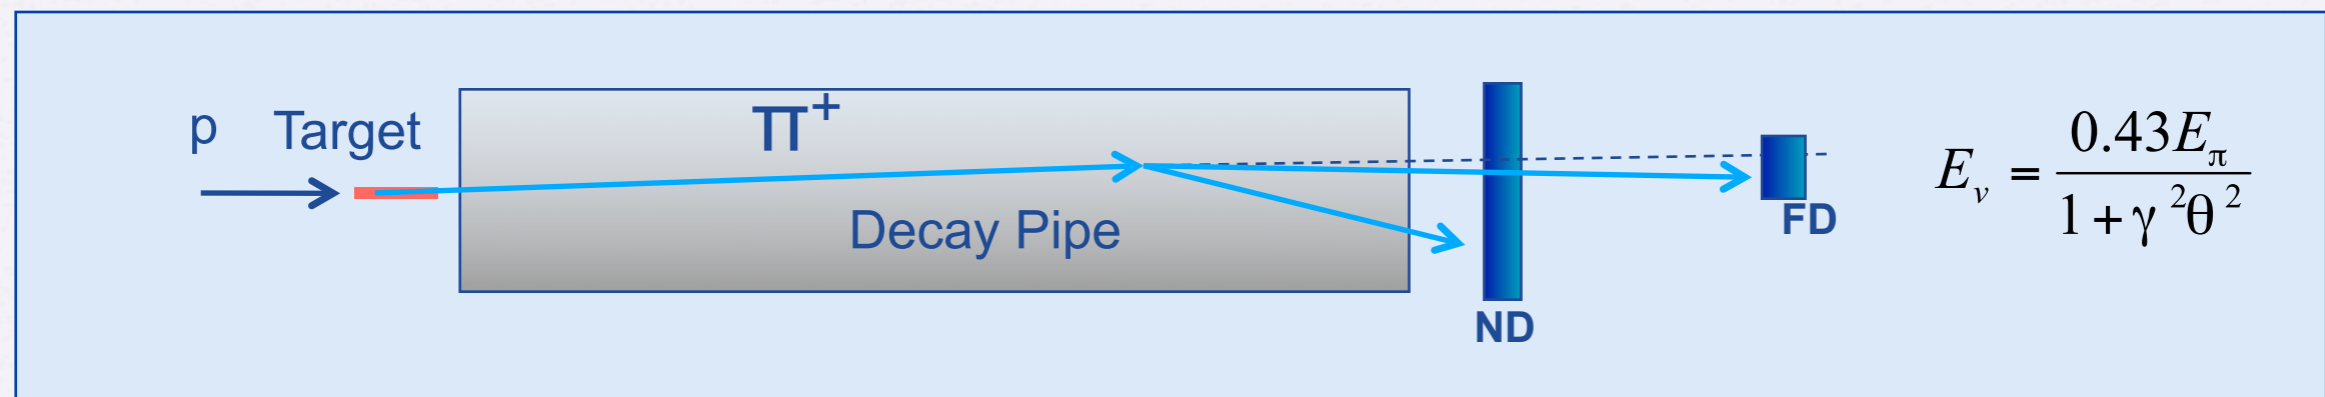 p Target
π+
Decay Pipe
ND
FD
Eν = 0.43Eπ / 1 + γ²θ²